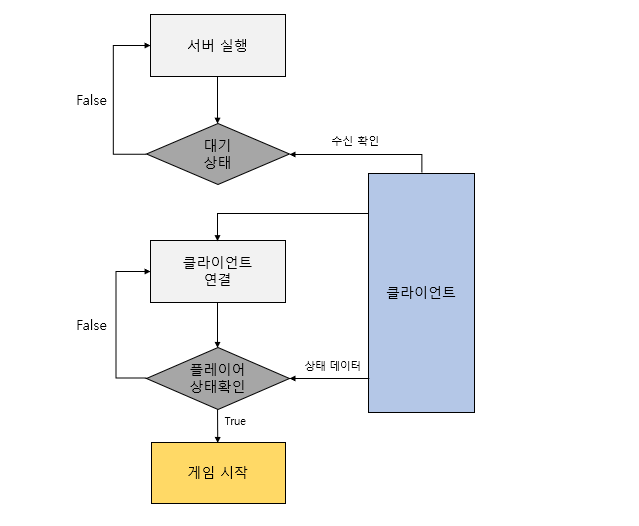 서버 실행
False
대기
상태
수신 확인
클라이언트
연결
클라이언트
False
플레이어
상태확인
상태 데이터
True
게임 시작